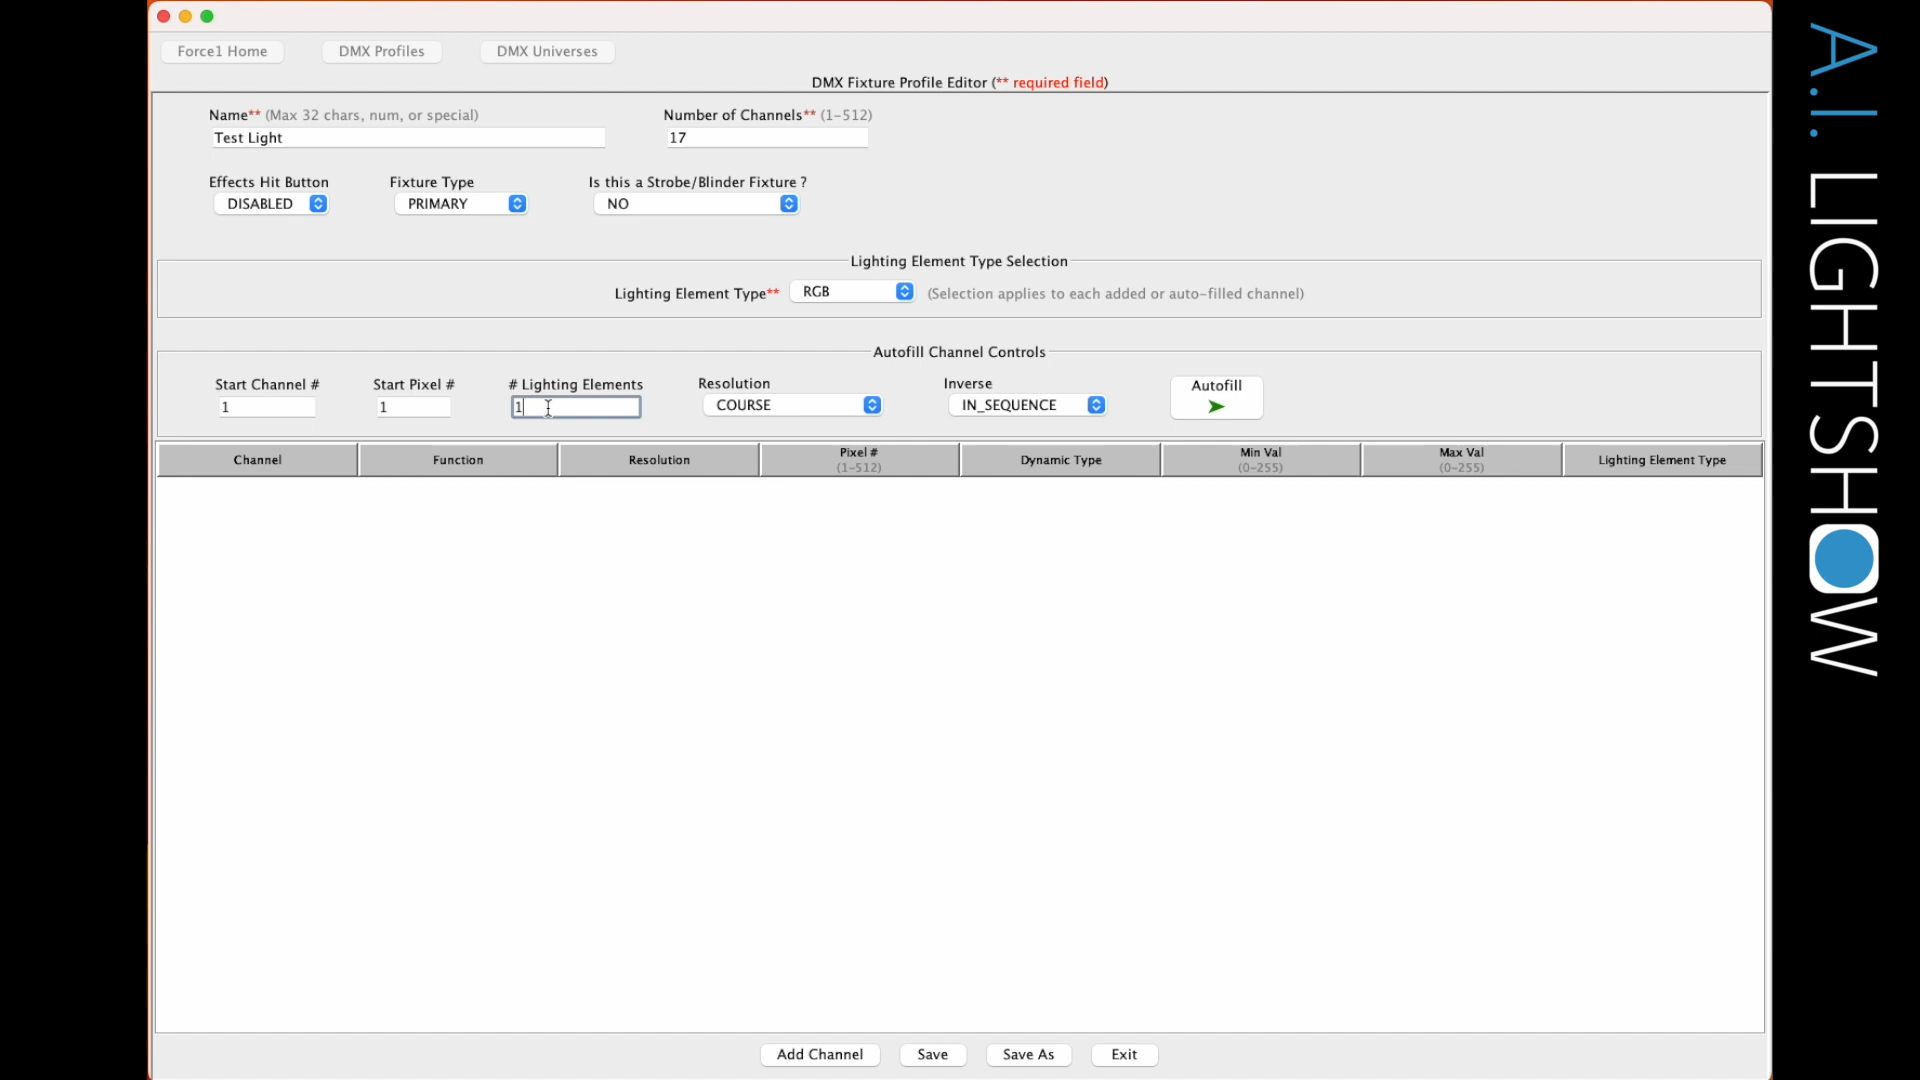 Force1 Home
DMX Profiles
DMX Universes
DMX Fixture Profile Editor (** required field)
Name** (Max 32 chars, num, or special)
Number of Channels** (1-512)
Test Light
17
Effects Hit Button
Fixture Type
Is this a Strobe/Blinder Fixture ?
DISABLED
PRIMARY
NO
Lighting Element Type Selection
Lighting Element Type**
RGB
(Selection applies to each added or auto-filled channel)
Autofill Channel Controls
Start Channel #
Start Pixel #
# Lighting Elements
Resolution
Inverse
Autofill
1
1
1
COURSE
IN_SEQUENCE
Channel
Function
Resolution
Pixel #
(1-512)
Dynamic Type
Min Val
(0-255)
Max Val
(0-255)
Lighting Element Type
Add Channel
Save
Save As
Exit
A.I. LIGHTSHOW